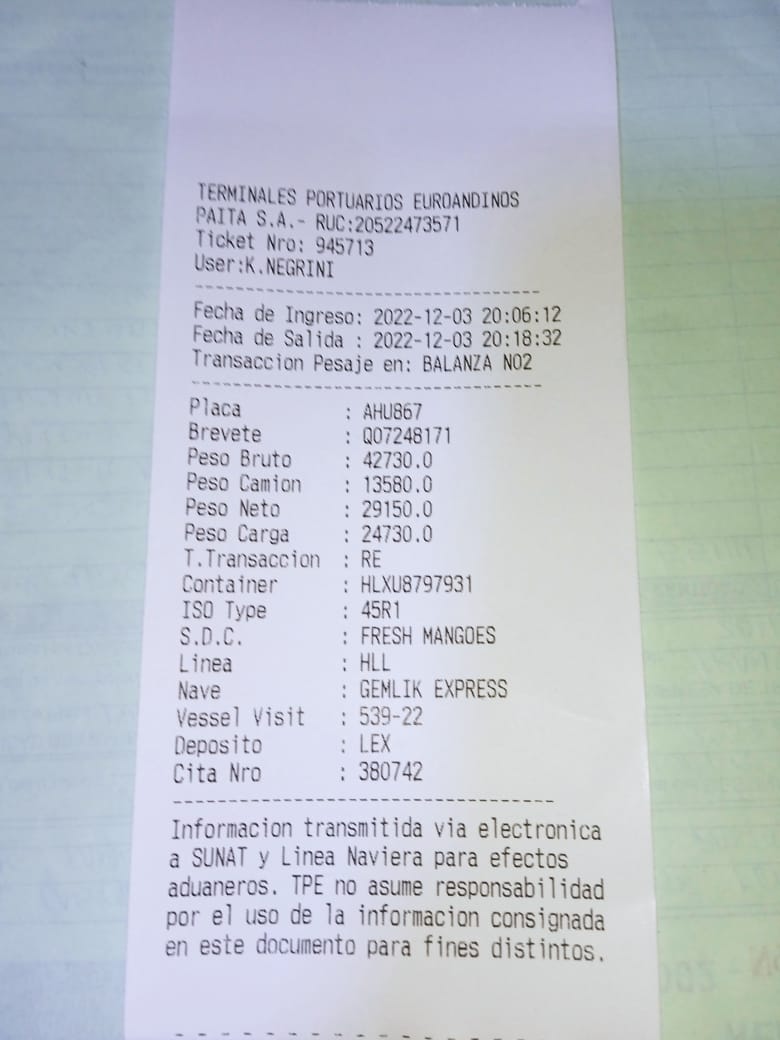 TERMINALES PORTUARIOS EUROANDINOS
PAITA S.A.- RUC:20522473571
Ticket Nro: 945713
User:K.NEGRINI
---------------------------------
Fecha de Ingreso: 2022-12-03 20:06:12
Fecha de Salida : 2022-12-03 20:18:32
Transaccion Pesaje en: BALANZA NO2
---------------------------------
Placa : AHU867
Brevete : Q07248171
Peso Bruto : 42730.0
Peso Camion : 13580.0
Peso Neto : 29150.0
Peso Carga : 24730.0
T.Transaccion : RE
Container : HLXU8797931
ISO Type : 45R1
S.D.C. : FRESH MANGOES
Linea : HLL
Nave : GEMLIK EXPRESS
Vessel Visit : 539-22
Deposito : LEX
Cita Nro : 380742
---------------------------------
Informacion transmitida via electronica
a SUNAT y Linea Naviera para efectos
aduaneros. TPE no asume responsabilidad
por el uso de la informacion consignada
en este documento para fines distintos.